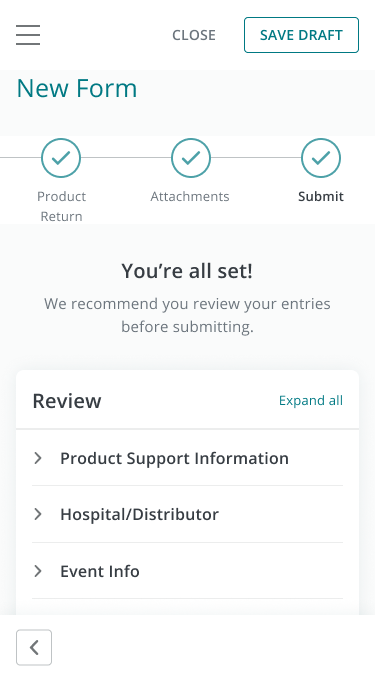 CLOSE
SAVE DRAFT
New Form
Product
Return
Attachments
Submit
You’re all set!
We recommend you review your entries
before submitting.
Review
Expand all
Product Support Information
Hospital/Distributor
Event Info